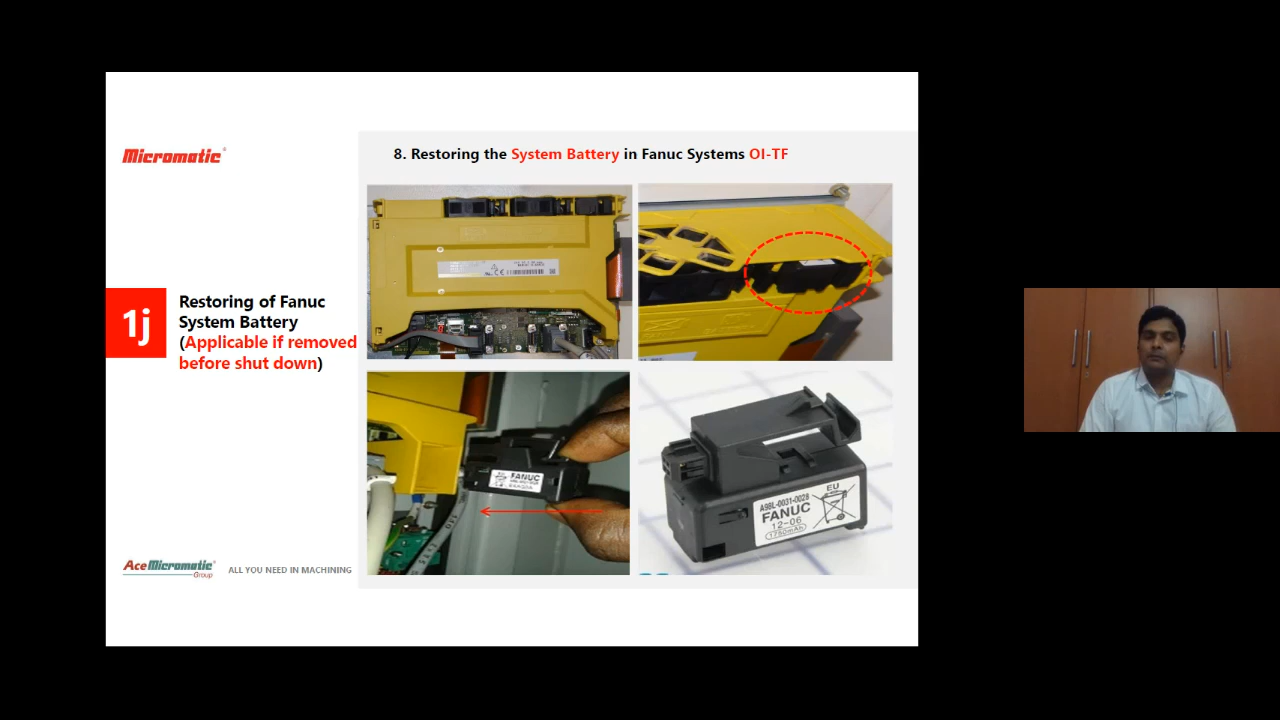 Micromatic
8. Restoring the System Battery in Fanuc Systems OI-TF
1j
Restoring of Fanuc
System Battery
(Applicable if removed
before shut down)
FANUC
EU
A98L-0031-0028
FANUC
12-06
1750mAh
AceMicromatic
Group
ALL YOU NEED IN MACHINING